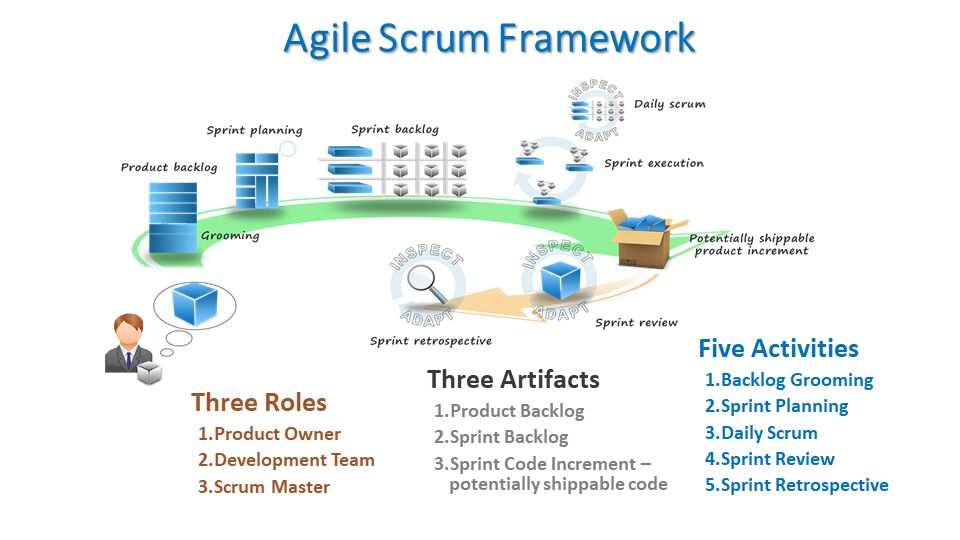 Agile Scrum Framework
INSPECT
Daily scrum
ADAPT
Sprint planning
Sprint backlog
Product backlog
Sprint execution
Grooming
Potentially shippable
product increment
INSPECT
ADAPT
INSPECT
ADAPT
Sprint review
Sprint retrospective
Three Roles
1.Product Owner
2.Development Team
3.Scrum Master
Three Artifacts
1.Product Backlog
2.Sprint Backlog
3.Sprint Code Increment –
potentially shippable code
Five Activities
1.Backlog Grooming
2.Sprint Planning
3.Daily Scrum
4.Sprint Review
5.Sprint Retrospective